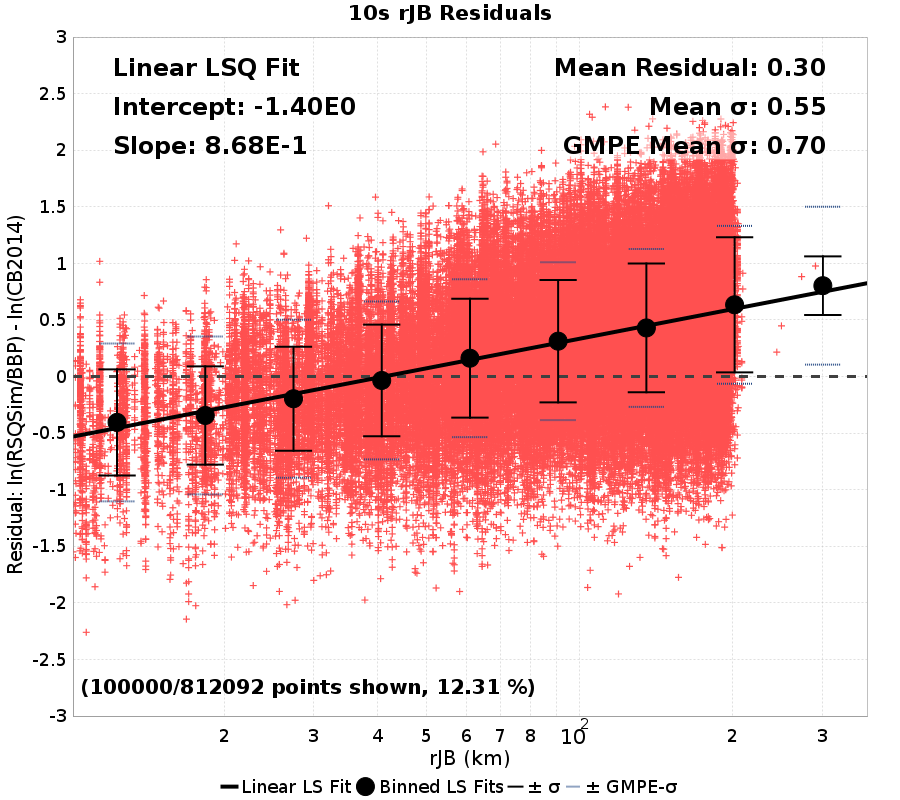 10s rJB Residuals
Linear LSQ Fit
Intercept: -1.40E0
Slope: 8.68E-1
Mean Residual: 0.30
Mean σ: 0.55
GMPE Mean σ: 0.70
Residual: ln(RSQSim/BBP) - ln(CB2014)
3
2.5
2
1.5
1
0.5
0
-0.5
-1
-1.5
-2
-2.5
-3
(100000/812092 points shown, 12.31 %)
2 3 4 5 6 7 8 10² 2 3
rJB (km)
Linear LS Fit Binned LS Fits ± σ ± GMPE-σ